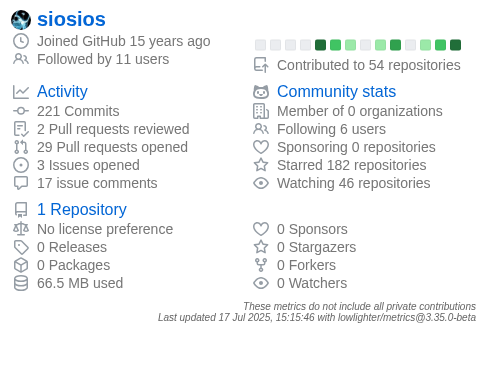 siosios
Joined GitHub 15 years ago
Followed by 11 users
Contributed to 54 repositories
Activity
221 Commits
2 Pull requests reviewed
29 Pull requests opened
3 Issues opened
17 issue comments
Community stats
Member of 0 organizations
Following 6 users
Sponsoring 0 repositories
Starred 182 repositories
Watching 46 repositories
1 Repository
No license preference
0 Releases
0 Packages
66.5 MB used
0 Sponsors
0 Stargazers
0 Forkers
0 Watchers
These metrics do not include all private contributions
Last updated 17 Jul 2025, 15:15:46 with lowlighter/metrics@3.35.0-beta